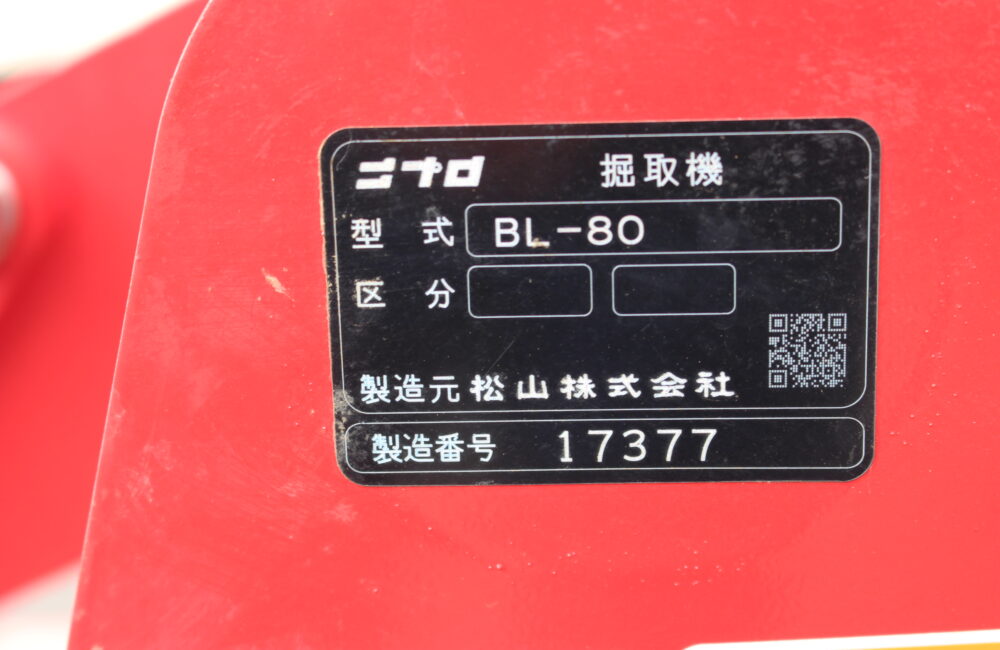 ニプロ 掘取機
型式 BL-80
区分
製造元 松山株式会社
製造番号 17377